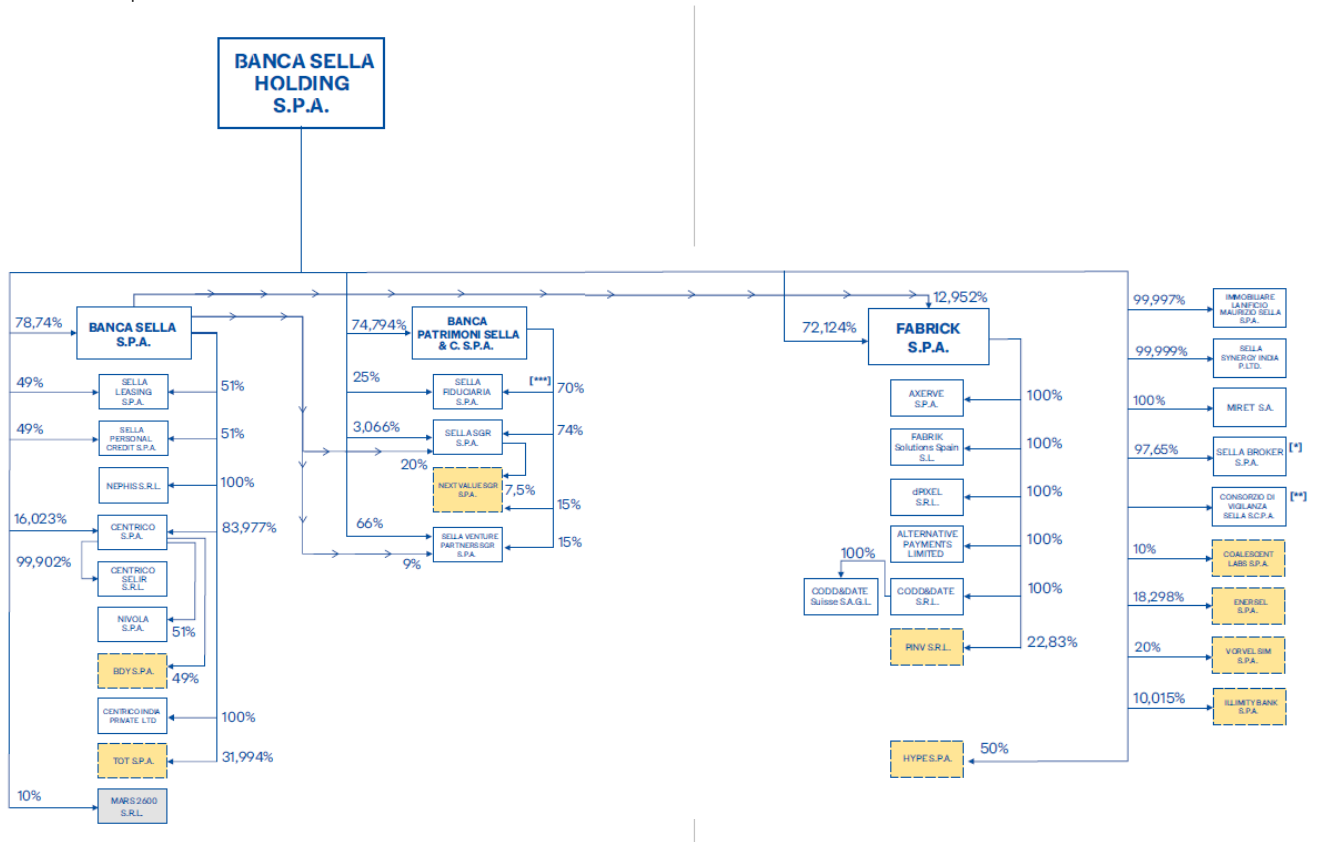 BANCA SELLA
HOLDING
S.P.A.
78,74%
BANCA SELLA
S.P.A.
49%
SELLA
LEASING
S.P.A.
51%
49%
SELLA
PERSONAL
CREDIT S.P.A.
51%
NEPHIS S.R.L.
100%
16,023%
CENTRICO
S.P.A.
83,977%
99,902%
CENTRICO
SELIR
S.R.L.
NIVOLA
S.P.A.
51%
BDY S.P.A.
49%
CENTRICO INDIA
PRIVATE LTD
100%
TOT S.P.A.
31,994%
10%
MARS 2600
S.R.L.
74,794%
BANCA
PATRIMONI SELLA
& C. S.P.A.
25%
SELLA
FIDUCIARIA
S.P.A.
[***]
70%
3,066%
SELLA SGR
S.P.A.
74%
20%
NEXT VALUE SGR
S.P.A.
7,5%
15%
66%
SELLA VENTURE
PARTNERS SGR
S.P.A.
15%
9%
12,952%
72,124%
FABRICK
S.P.A.
AXERVE
S.P.A.
100%
FABRIK
Solutions Spain
S.L.
100%
dPIXEL
S.R.L.
100%
ALTERNATIVE
PAYMENTS
LIMITED
100%
100%
CODD&DATE
Suisse S.A.G.L.
CODD&DATE
S.R.L.
100%
PINV S.R.L.
22,83%
HYPE S.P.A.
50%
99,997%
IMMOBILIARE
LANIFICIO
MAURIZIO SELLA
S.P.A.
99,999%
SELLA
SYNERGY INDIA
P.LTD.
100%
MIRET S.A.
97,65%
SELLA BROKER
S.P.A.
[*]
CONSORZIO DI
VIGILANZA
SELLA S.C.P.A.
[**]
10%
COALESCENT
LABS S.P.A.
18,298%
ENERSEL
S.P.A.
20%
VORVEL SIM
S.P.A.
10,015%
ILLIMITY BANK
S.P.A.